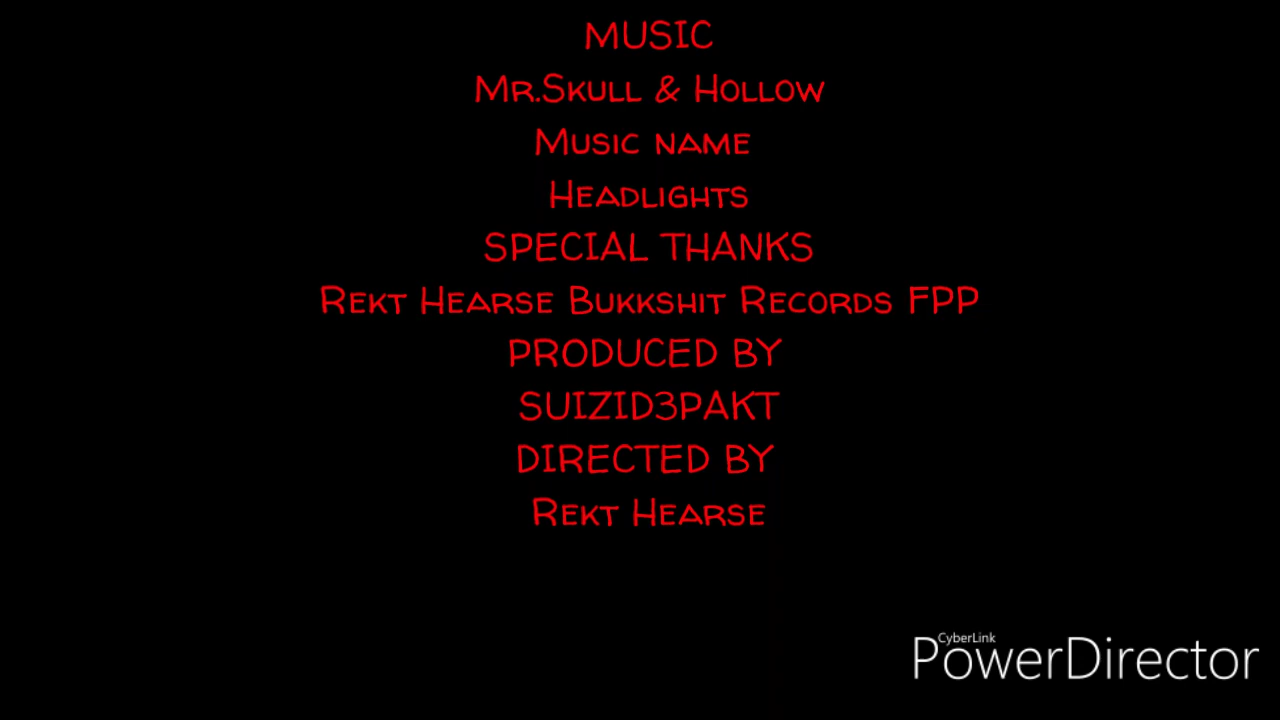 MUSIC
Mr.Skull & Hollow
Music name
Headlights
SPECIAL THANKS
Rekt Hearse Bukkshit Records FPP
PRODUCED BY
SUIZID3PAKT
DIRECTED BY
Rekt Hearse
CyberLink
PowerDirector